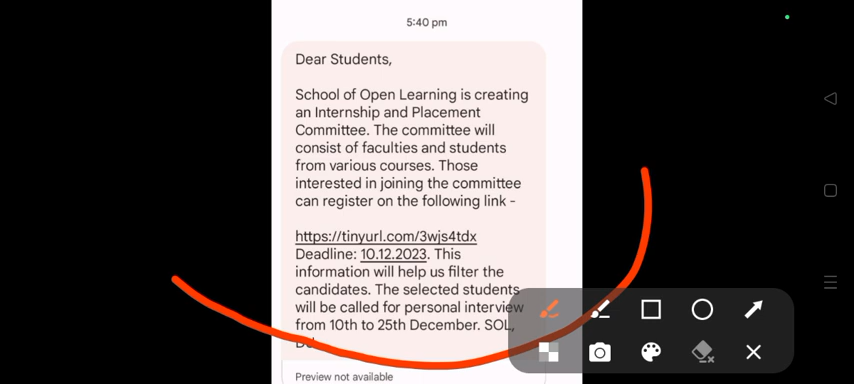 5:40 pm
Dear Students,
School of Open Learning is creating
an Internship and Placement
Committee. The committee will
consist of faculties and students
from various courses. Those
interested in joining the committee
can register on the following link -
https://tinyurl.com/3wjs4tdx
Deadline: 10.12.2023. This
information will help us filter the
candidates. The selected students
will be called for personal interview
from 10th to 25th December. SOL,
Preview not available